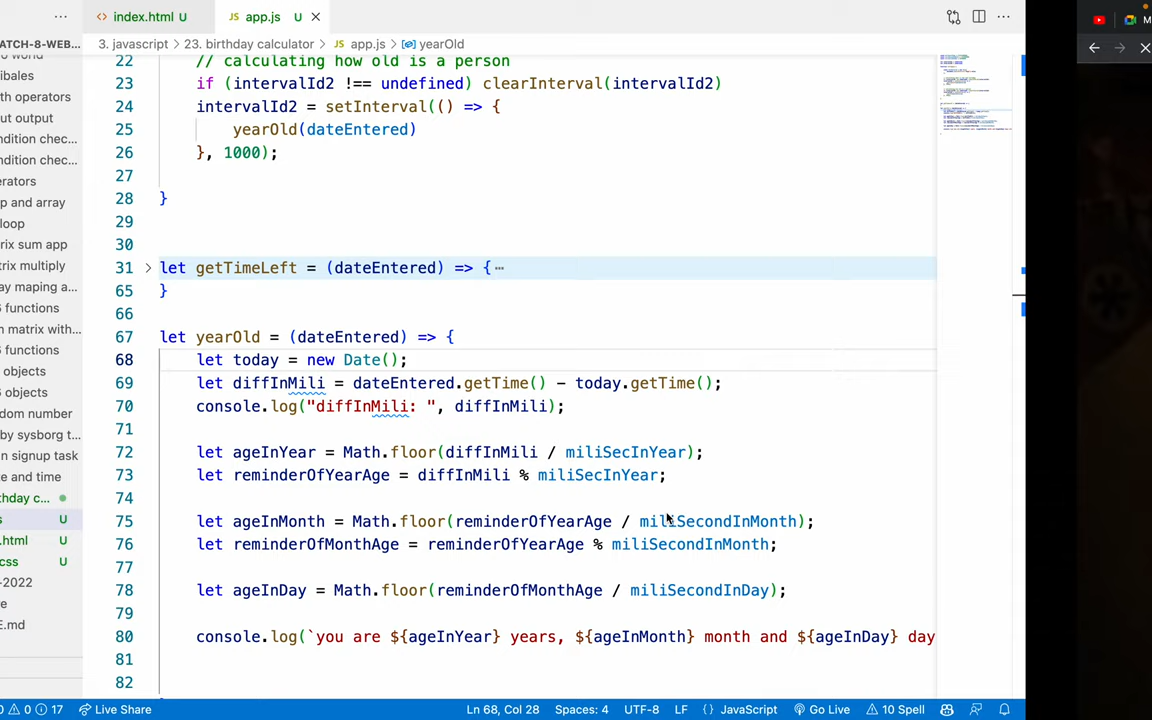 index.html U
app.js U
ATCH-8-WEB...
3. javascript > 23. birthday calculator > app.js > yearOld
ibales
th operators
ut output
ndition chec...
ndition chec...
erators
p and array
loop
trix sum app
trix multiply
ay maping a...
functions
m matrix with...
functions
objects
objects
dom number
by sysborg t...
n signup task
e and time
thday c...
s U
.html U
css U
-2022
re
E.md
22 // calculating how old is a person
23 if (intervalId2 !== undefined) clearInterval(intervalId2)
24 intervalId2 = setInterval(() => {
25 yearOld(dateEntered)
26 }, 1000);
27
28 }
29
30
31 let getTimeLeft = (dateEntered) => { ⋯
65 }
66
67 let yearOld = (dateEntered) => {
68 let today = new Date();
69 let diffInMili = dateEntered.getTime() - today.getTime();
70 console.log("diffInMili: ", diffInMili);
71
72 let ageInYear = Math.floor(diffInMili / miliSecInYear);
73 let reminderOfYearAge = diffInMili % miliSecInYear;
74
75 let ageInMonth = Math.floor(reminderOfYearAge / miliSecondInMonth);
76 let reminderOfMonthAge = reminderOfYearAge % miliSecondInMonth;
77
78 let ageInDay = Math.floor(reminderOfMonthAge / miliSecondInDay);
79
80 console.log(`you are ${ageInYear} years, ${ageInMonth} month and ${ageInDay} day
81
82
0 0 17 Live Share Ln 68, Col 28 Spaces: 4 UTF-8 LF JavaScript Go Live 10 Spell